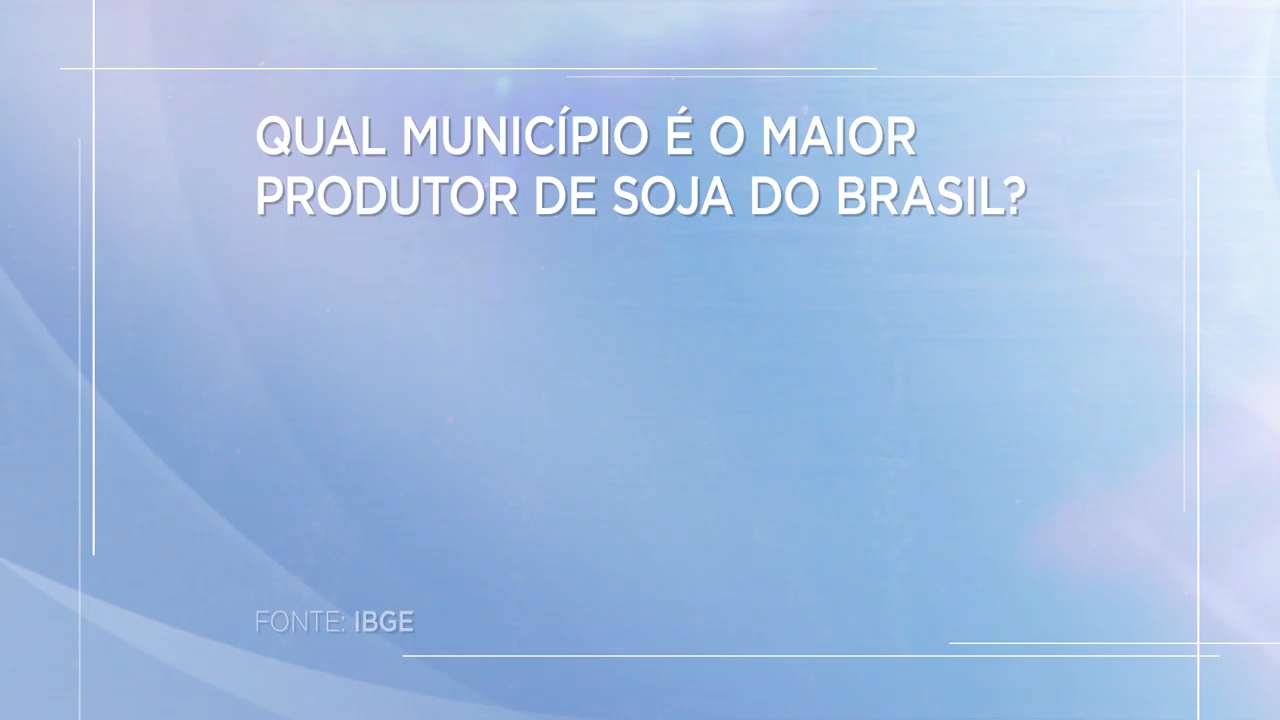 QUAL MUNICÍPIO É O MAIOR
PRODUTOR DE SOJA DO BRASIL?
FONTE: IBGE